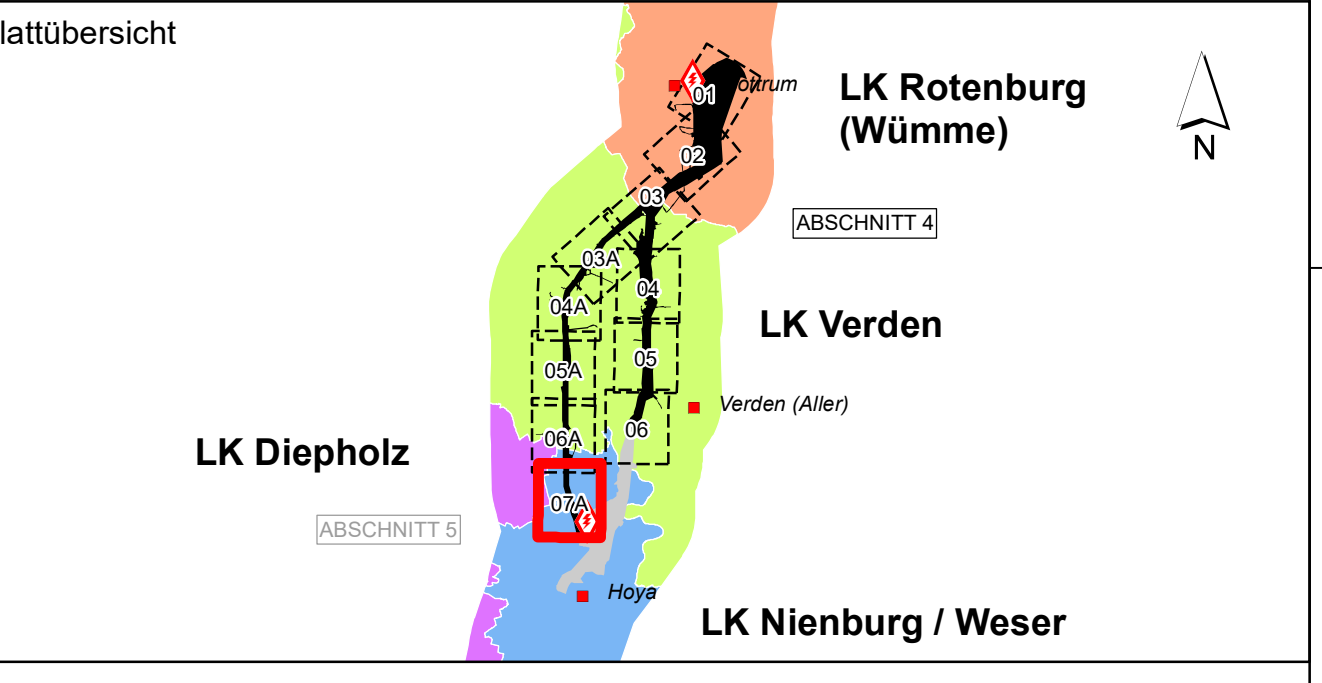 lattübersicht
LK Rotenburg
(Wümme)
ottrum
01
N
02
03
ABSCHNITT 4
03A
04
04A
LK Verden
05
05A
Verden (Aller)
06
06A
LK Diepholz
07A
ABSCHNITT 5
Hoya
LK Nienburg / Weser